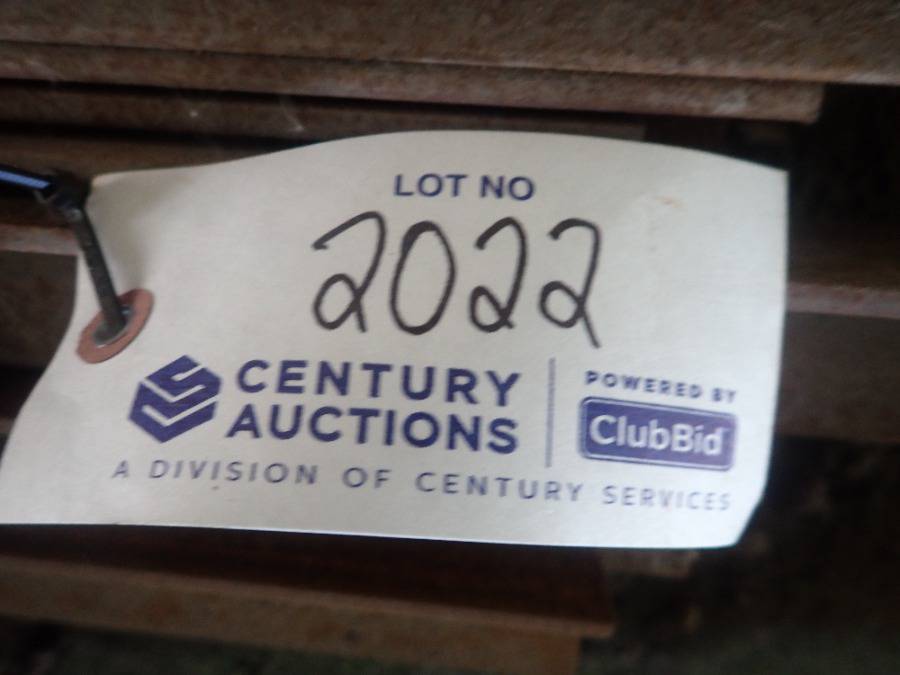 LOT NO
2022
CENTURY
AUCTIONS
POWERED BY
ClubBid
A DIVISION OF CENTURY SERVICES